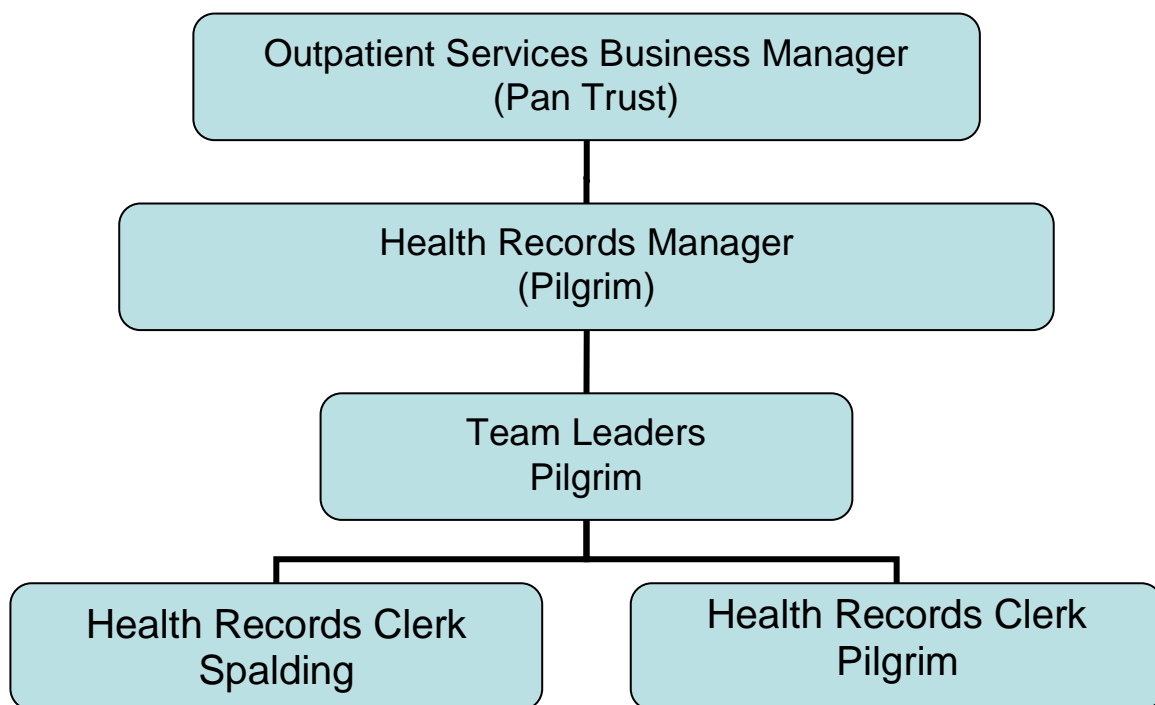 Outpatient Services Business Manager
(Pan Trust)
Health Records Manager
(Pilgrim)
Team Leaders
Pilgrim
Health Records Clerk
Spalding
Health Records Clerk
Pilgrim